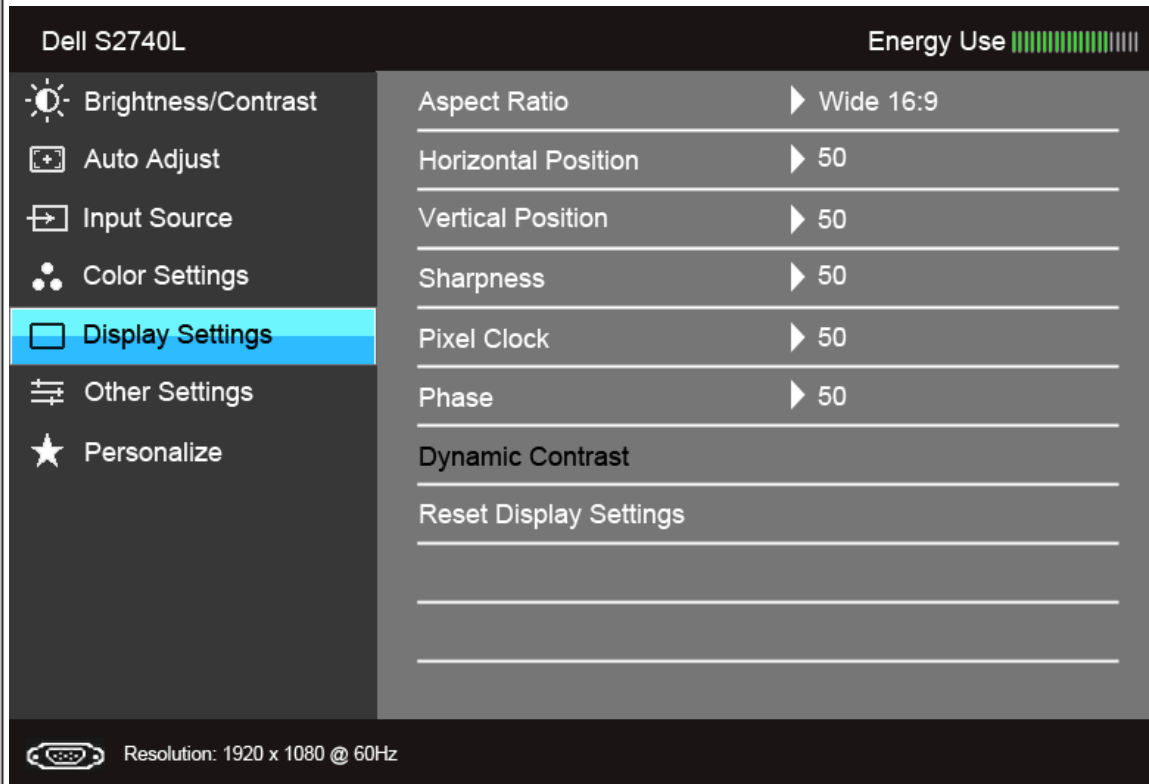 Dell S2740L
Energy Use
Brightness/Contrast
Auto Adjust
Input Source
Color Settings
Display Settings
Other Settings
Personalize
Aspect Ratio Wide 16:9
Horizontal Position 50
Vertical Position 50
Sharpness 50
Pixel Clock 50
Phase 50
Dynamic Contrast
Reset Display Settings
Resolution: 1920 x 1080 @ 60Hz